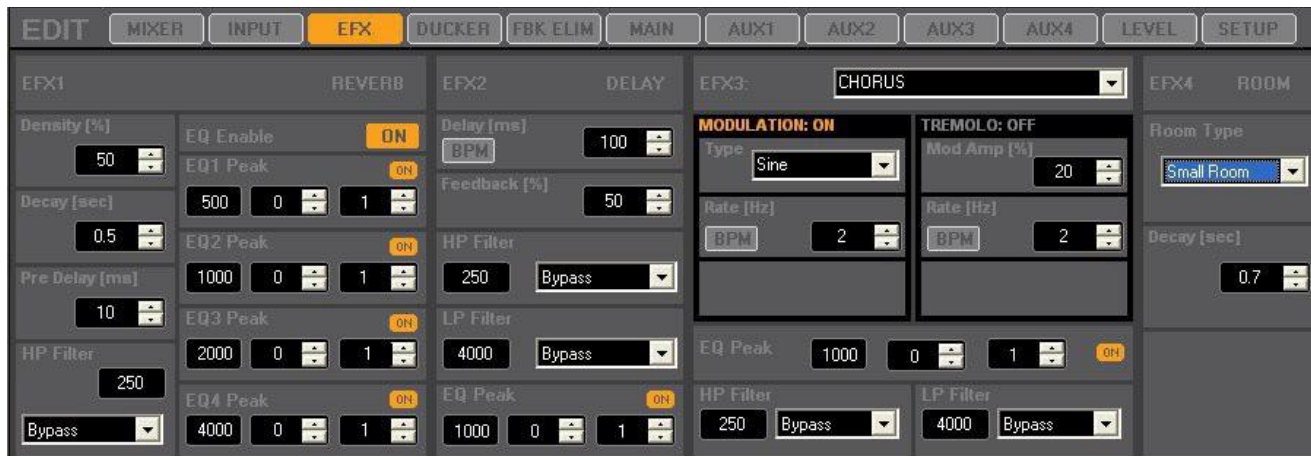 EDIT MIXER INPUT EFX DUCKER FBK ELIM MAIN AUX1 AUX2 AUX3 AUX4 LEVEL SETUP
EFX1 REVERB
Density [%]
50
Decay [sec]
0.5
Pre Delay [ms]
10
HP Filter
250
Bypass
EQ Enable ON
EQ1 Peak ON
500 0 1
EQ2 Peak ON
1000 0 1
EQ3 Peak ON
2000 0 1
EQ4 Peak ON
4000 0 1
EFX2 DELAY
Delay [ms]
BPM 100
Feedback [%]
50
HP Filter
250 Bypass
LP Filter
4000 Bypass
EQ Peak ON
1000 0 1
EFX3: CHORUS
MODULATION: ON
Type
Sine
Rate [Hz]
BPM 2
TREMOLO: OFF
Mod Amp [%]
20
Rate [Hz]
BPM 2
EQ Peak 1000 0 1 ON
HP Filter
250 Bypass
LP Filter
4000 Bypass
EFX4 ROOM
Room Type
Small Room
Decay [sec]
0.7